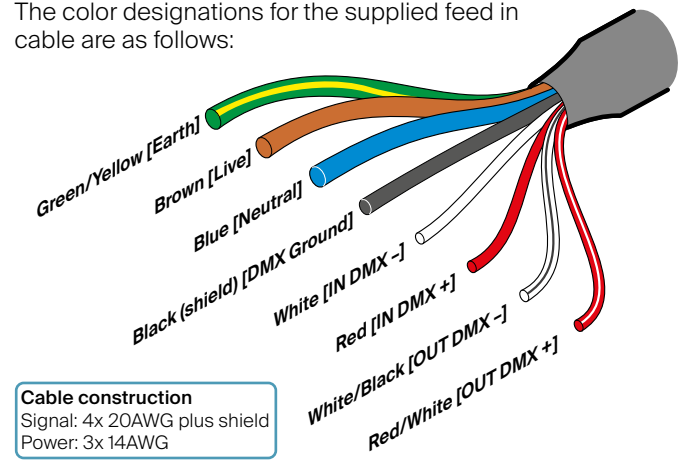 The color designations for the supplied feed in
cable are as follows:
Green/Yellow [Earth]
Brown [Live]
Blue [Neutral]
Black (shield) [DMX Ground]
White [IN DMX -]
Red [IN DMX +]
White/Black [OUT DMX -]
Red/White [OUT DMX +]
Cable construction
Signal: 4x 20AWG plus shield
Power: 3x 14AWG